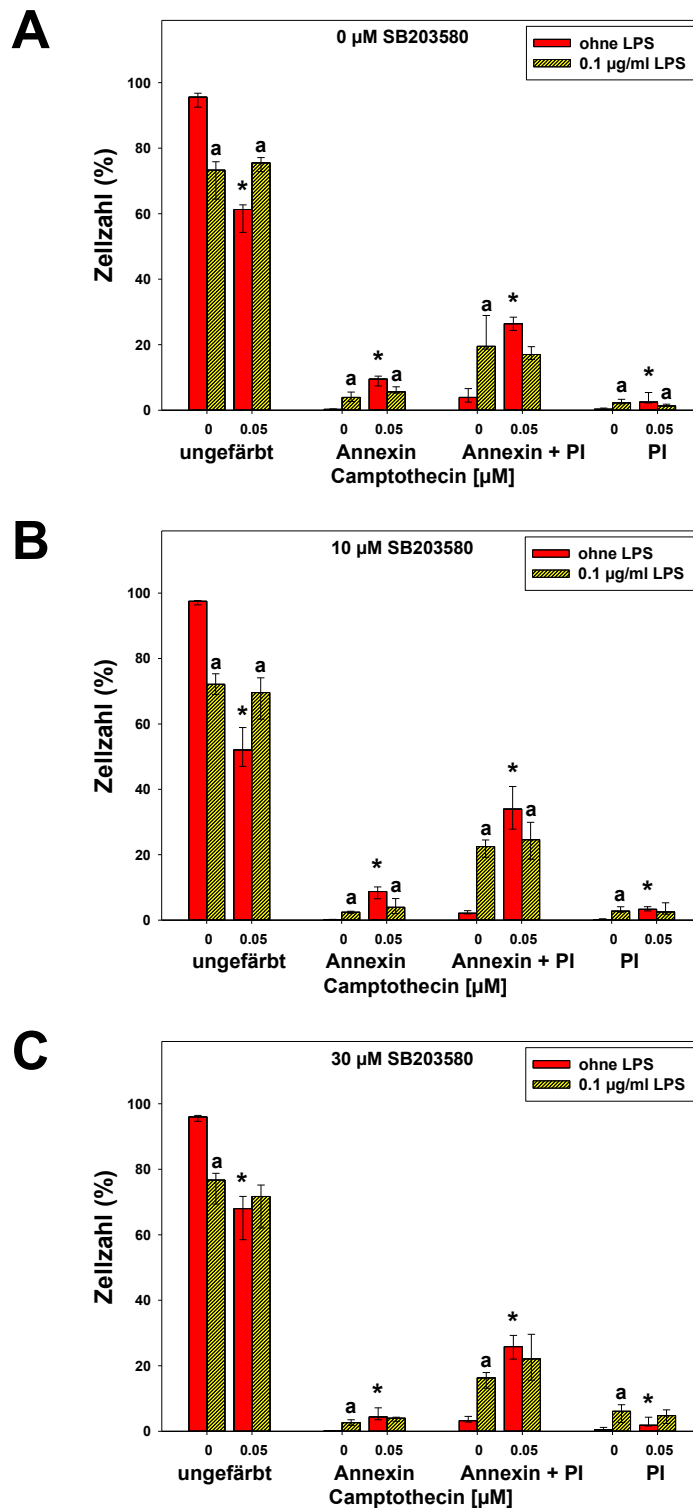 A
0 µM SB203580
ohne LPS
0.1 µg/ml LPS
Zellzahl (%)
100
80
60
40
20
0
a
*
a
a
*
a
a
*
a
*
a
0 0.05 0 0.05 0 0.05 0 0.05
ungefärbt Annexin Annexin + PI PI
Camptothecin [µM]
B
10 µM SB203580
ohne LPS
0.1 µg/ml LPS
Zellzahl (%)
100
80
60
40
20
0
a
*
a
a
*
a
a
*
a
a
*
0 0.05 0 0.05 0 0.05 0 0.05
ungefärbt Annexin Annexin + PI PI
Camptothecin [µM]
C
30 µM SB203580
ohne LPS
0.1 µg/ml LPS
Zellzahl (%)
100
80
60
40
20
0
a
*
a
*
a
*
a
*
0 0.05 0 0.05 0 0.05 0 0.05
ungefärbt Annexin Annexin + PI PI
Camptothecin [µM]